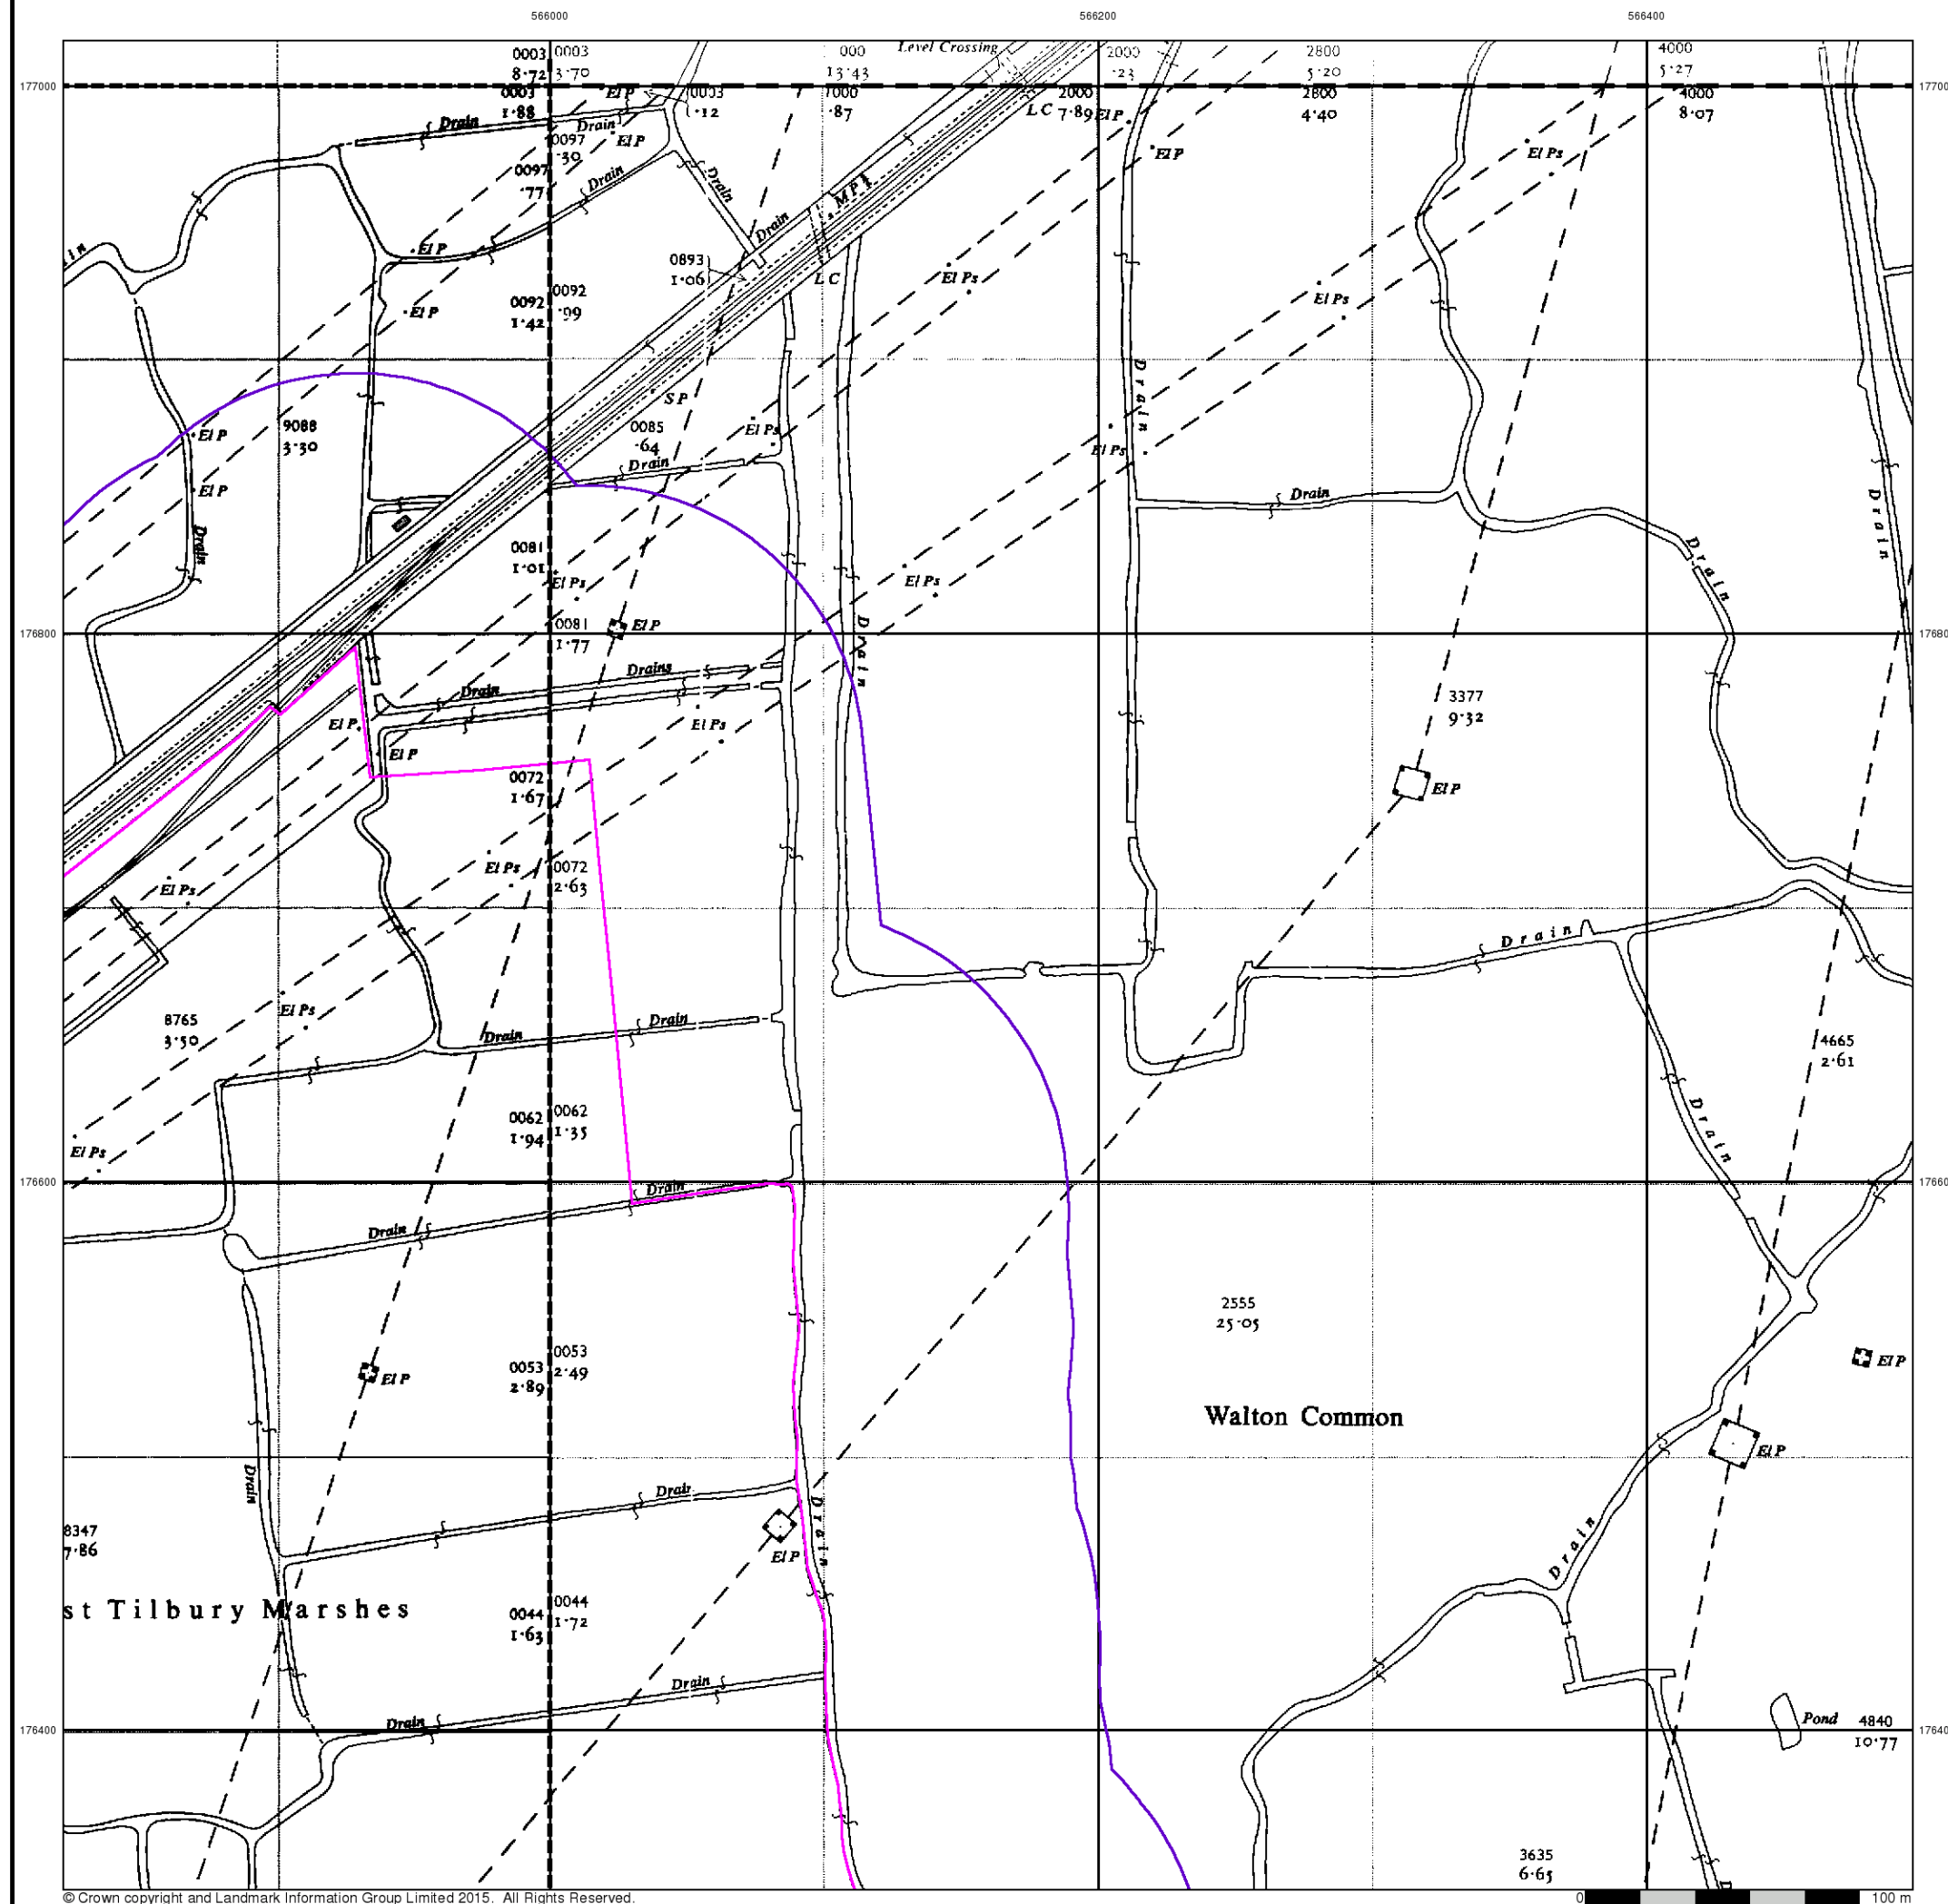 566000 566200 566400
Level Crossing
0003 0003 000 2000 2800 4000
8·72 3·70 13·43 ·23 5·20 5·27
177000
0003 El P 0003 1000 2000 2800 4000
1·88 ·12 ·87 LC 7·89 El P 4·40 8·07
Drain
Drain
0097 El P
·30
El P
El Ps
0097
·77
Drain
Drain
MP
Drain
El P
0893
1·06
LC
El Ps
0092 0092
1·42 ·99
El P
El Ps
Drain
SP
9088
3·30
0085
·64
El P
El Ps
El Ps
Drain
El P
Drain
Drain
Drain
0081
1·01
El Ps
El Ps
Drain
Drain
176800
0081
1·77
El P
Drain
Drains
Drain
3377
9·32
El P
El Ps
El P
0072
1·67
El P
El Ps
0072
2·63
El Ps
El Ps
Drain
8765
3·50
Drain
Drain
4665
2·61
0062 0062
1·94 1·35
Drain
El Ps
176600
Drain
Drain
2555
25·05
0053 0053
2·89 2·49
El P
El P
Walton Common
El P
Drain
Drain
Drain
8347
7·86
El P
Drain
st Tilbury Marshes
0044 0044
1·63 1·72
Drain
Drain
176400
Pond 4840
10·77
3635
6·65
© Crown copyright and Landmark Information Group Limited 2015. All Rights Reserved. 0 100 m